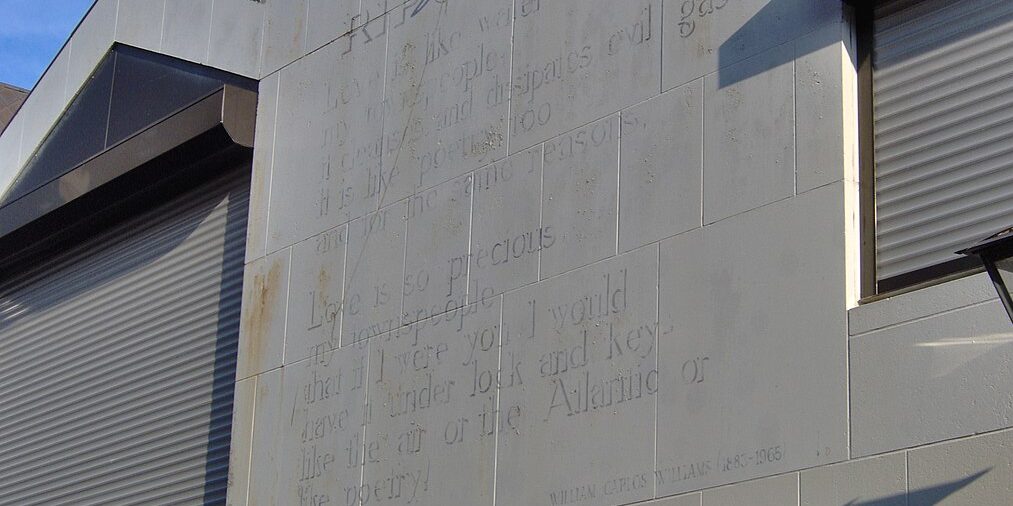 Love is like water
my townspeople
it cleanses, and dissipates evil gases.
It is like poetry too
and for the same reasons.
Love is so precious
my townspeople
that if I were you I would
have it under lock and key-
like the air or the Atlantic or
like poetry!
WILLIAM CARLOS WILLIAMS (1883-1963)